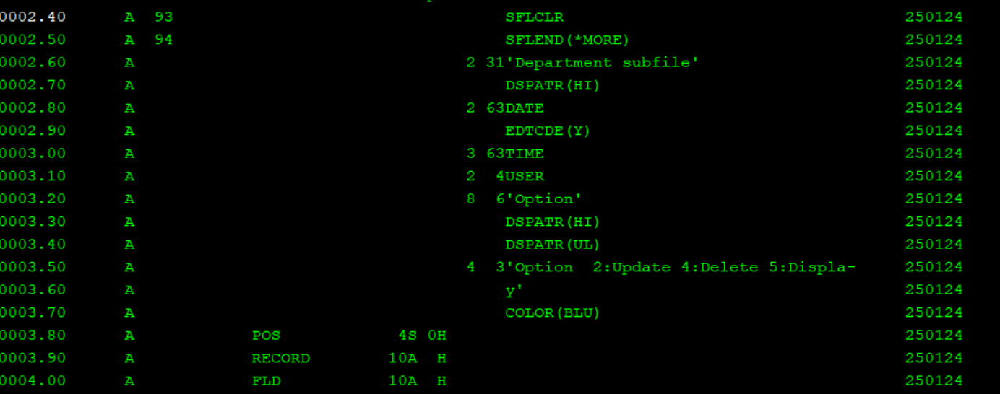 0002.40 A 93 SFLCLR 250124
0002.50 A 94 SFLEND(*MORE) 250124
0002.60 A 2 31'Department subfile' 250124
0002.70 A DSPATR(HI) 250124
0002.80 A 2 63DATE 250124
0002.90 A EDTCDE(Y) 250124
0003.00 A 3 63TIME 250124
0003.10 A 2 4USER 250124
0003.20 A 8 6'Option' 250124
0003.30 A DSPATR(HI) 250124
0003.40 A DSPATR(UL) 250124
0003.50 A 4 3'Option  2:Update 4:Delete 5:Displa- 250124
0003.60 A y' 250124
0003.70 A COLOR(BLU) 250124
0003.80 A POS 4S 0H 250124
0003.90 A RECORD 10A H 250124
0004.00 A FLD 10A H 250124